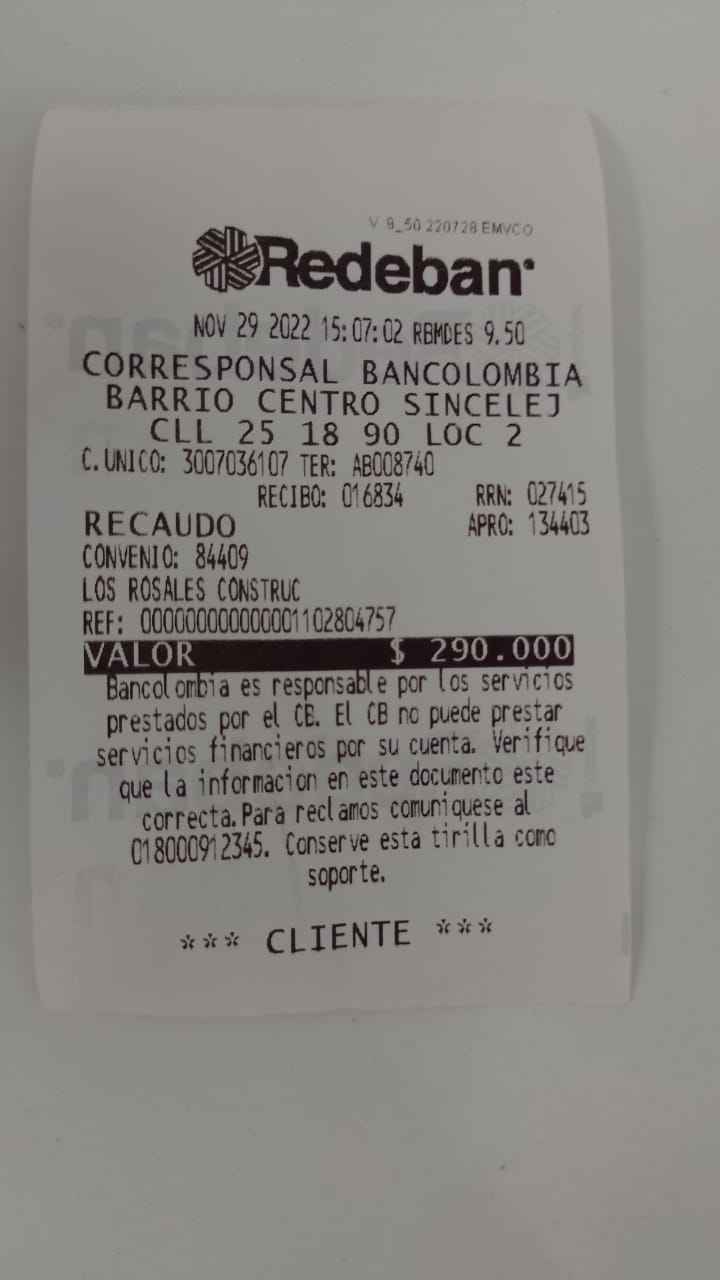 V 9_50 220728 EMVCO
Redeban
NOV 29 2022 15:07:02 RBMDES 9.50
CORRESPONSAL BANCOLOMBIA
BARRIO CENTRO SINCELEJ
CLL 25 18 90 LOC 2
C.UNICO: 3007036107 TER: AB008740
RECIBO: 016834 RRN: 027415
RECAUDO APRO: 134403
CONVENIO: 84409
LOS ROSALES CONSTRUC
REF: 00000000000001102804757
VALOR $ 290.000
Bancolombia es responsable por los servicios
prestados por el CB. El CB no puede prestar
servicios financieros por su cuenta. Verifique
que la informacion en este documento este
correcta.Para reclamos comuniquese al
018000912345. Conserve esta tirilla como
soporte.
*** CLIENTE ***